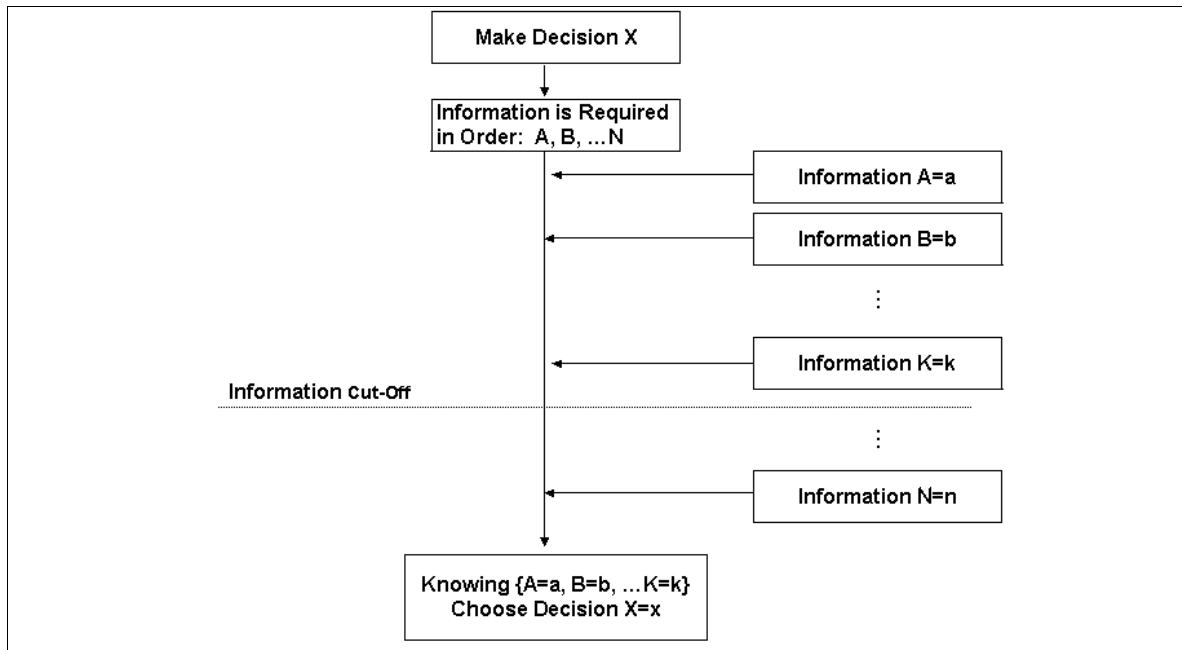 Make Decision X
Information is Required
in Order: A, B, ...N
Information A=a
Information B=b
⋮
Information K=k
Information Cut-Off
⋮
Information N=n
Knowing {A=a, B=b, ...K=k}
Choose Decision X=x